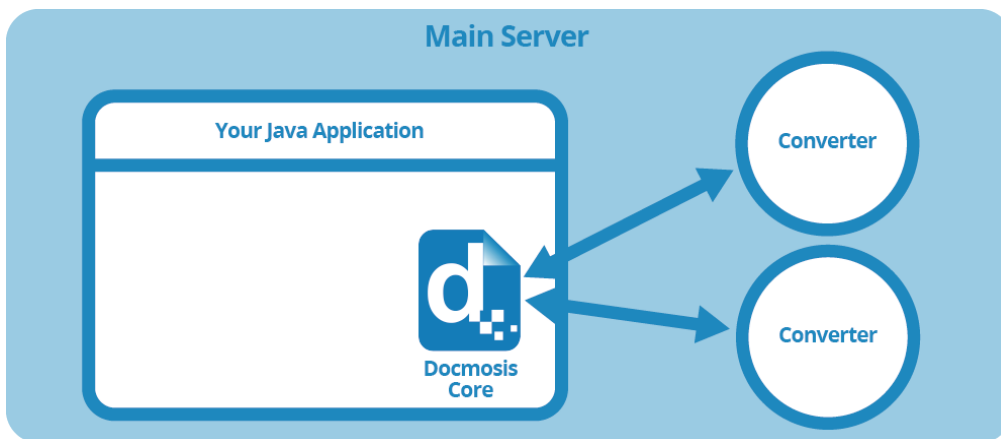 Main Server
Your Java Application
Converter
d
Docmosis
Core
Converter